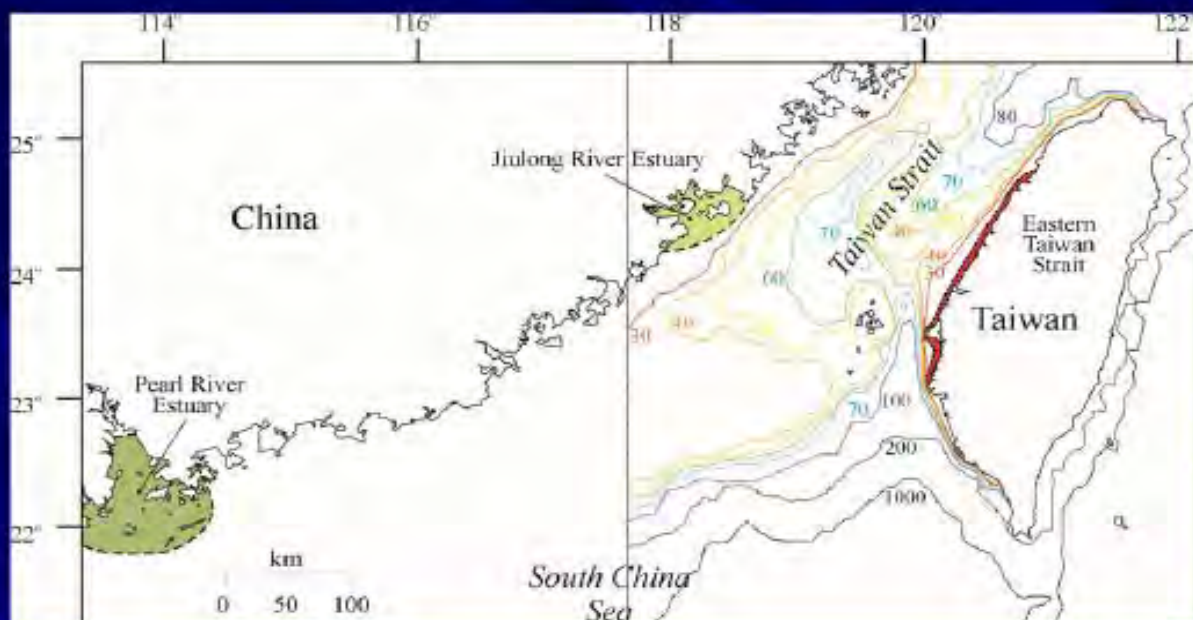 114° 116° 118° 120° 122°
25°
80
Jiulong River Estuary
Taiwan Strait
70
60
China
70
Eastern
Taiwan
Strait
40
30
24°
60
Taiwan
30
40
Pearl River
Estuary
23°
70
100
200
1000
22°
km
0 50 100
South China
Sea